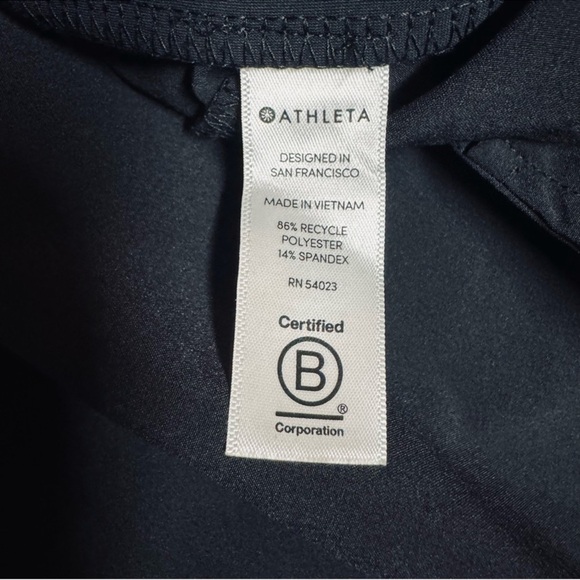 ATHLETA
DESIGNED IN
SAN FRANCISCO
MADE IN VIETNAM
86% RECYCLE
POLYESTER
14% SPANDEX
RN 54023
Certified
B
®
Corporation